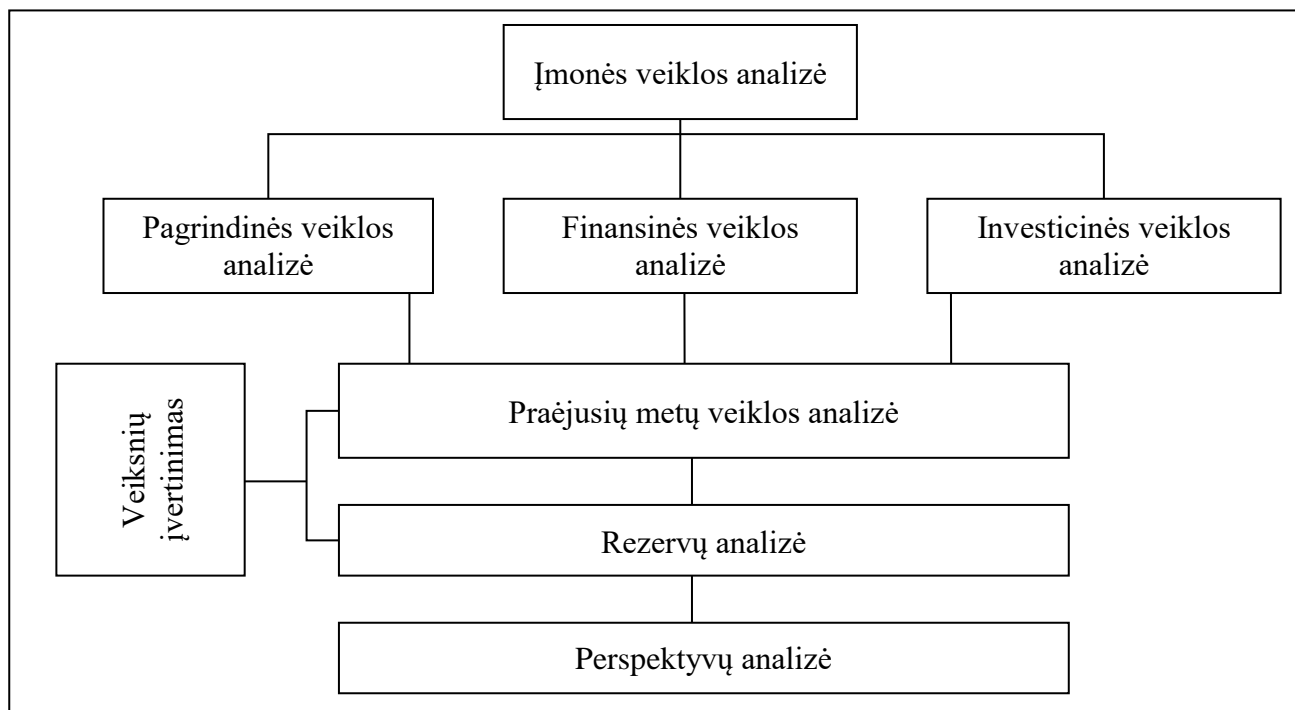 Įmonės veiklos analizė
Pagrindinės veiklos
analizė
Finansinės veiklos
analizė
Investicinės veiklos
analizė
Veiksnių
įvertinimas
Praėjusių metų veiklos analizė
Rezervų analizė
Perspektyvų analizė